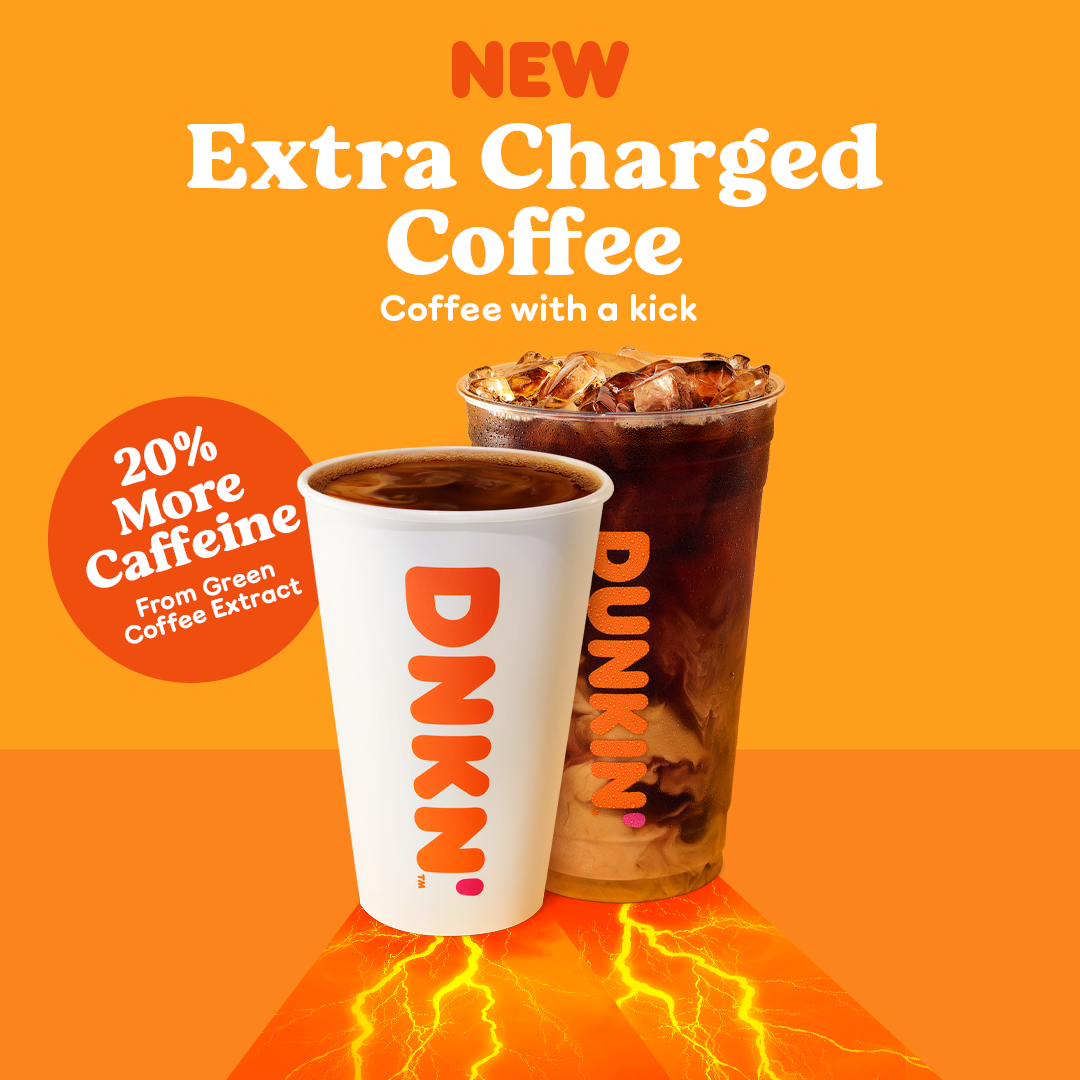 NEW
Extra Charged
Coffee
Coffee with a kick
20%
More
Caffeine
From Green
Coffee Extract
DNKN'
TM
DUNKIN'